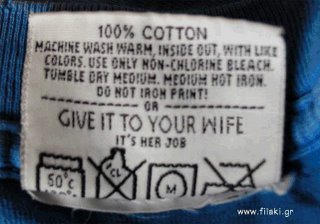 100% COTTON
MACHINE WASH WARM, INSIDE OUT, WITH LIKE
COLORS. USE ONLY NON-CHLORINE BLEACH.
TUMBLE DRY MEDIUM. MEDIUM HOT IRON.
DO NOT IRON PRINT!
OR
GIVE IT TO YOUR WIFE
IT'S HER JOB
60°C CL M
www.filaki.gr